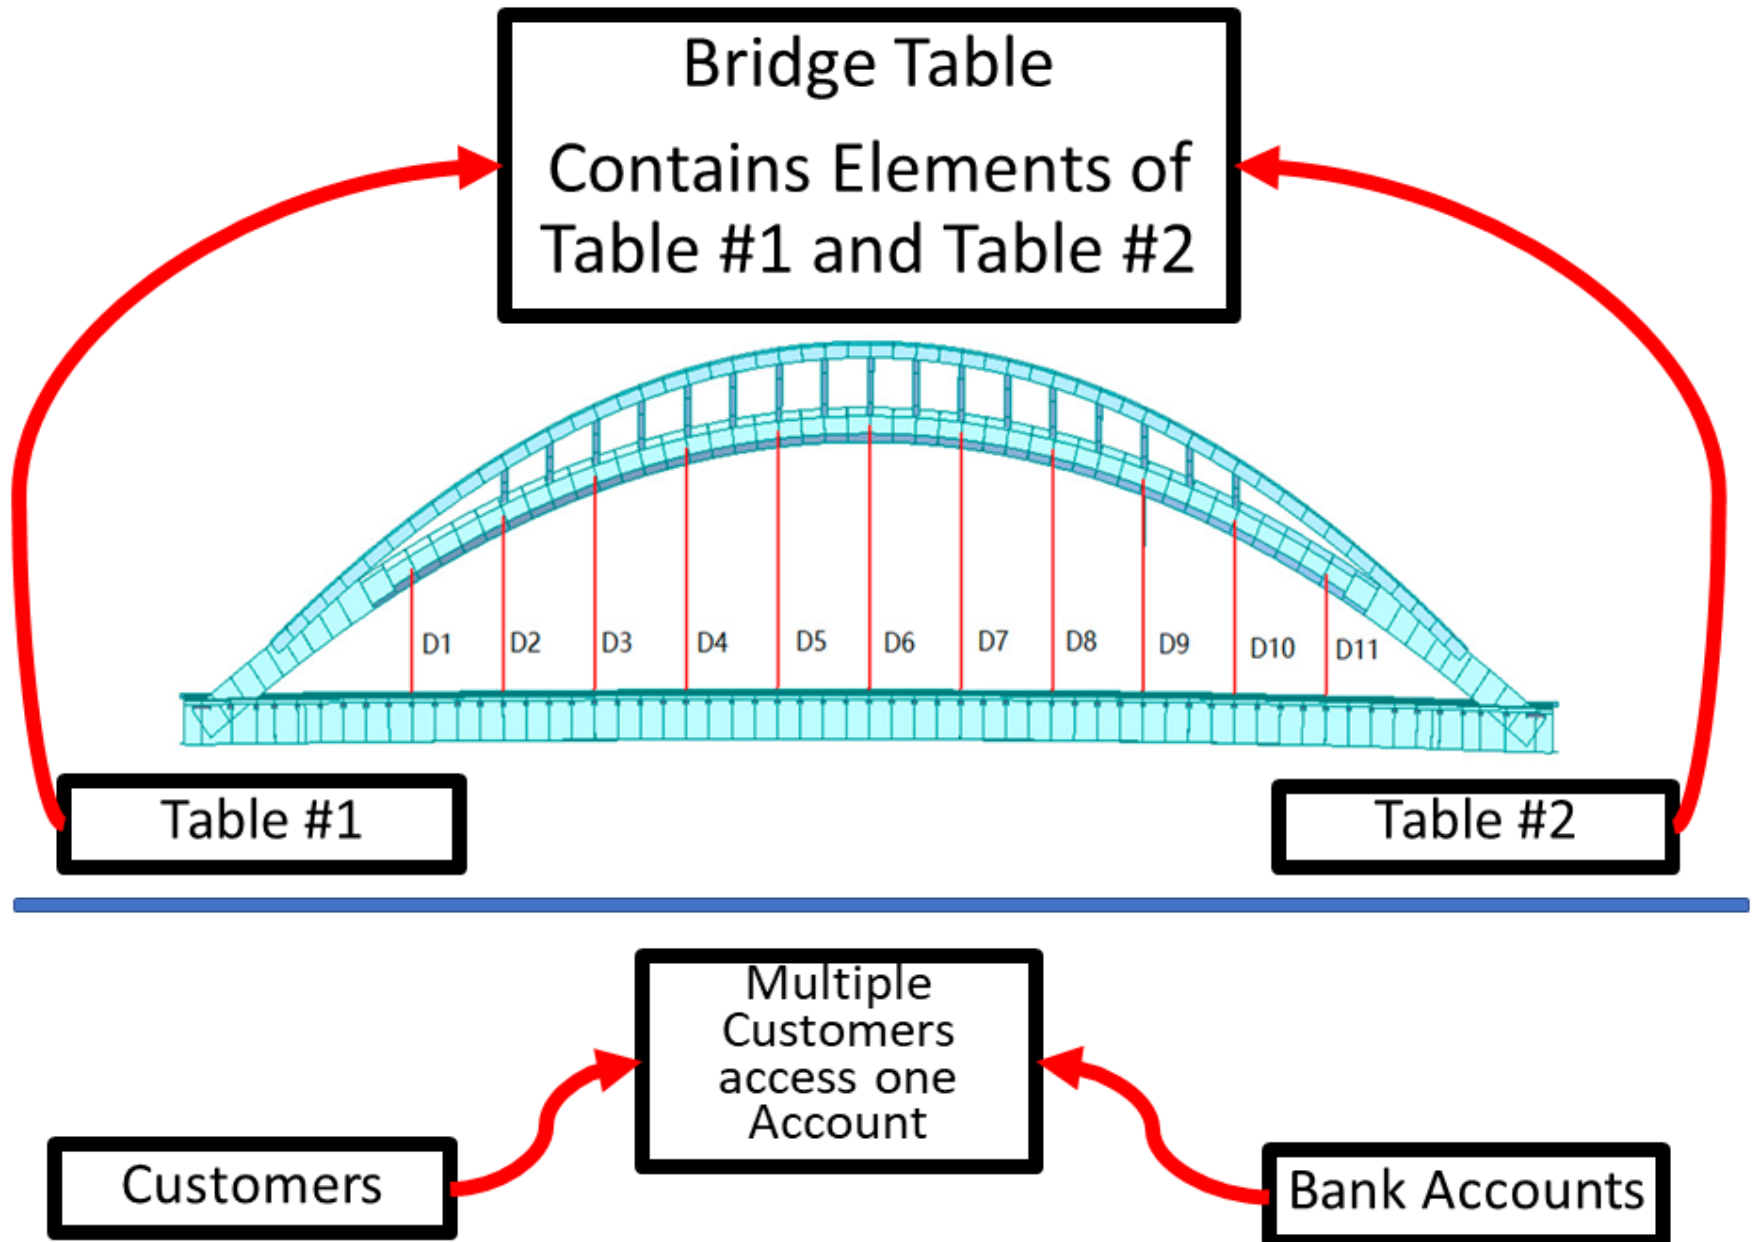 Bridge Table
Contains Elements of
Table #1 and Table #2
D1 D2 D3 D4 D5 D6 D7 D8 D9 D10 D11
Table #1
Table #2
Multiple
Customers
access one
Account
Customers
Bank Accounts